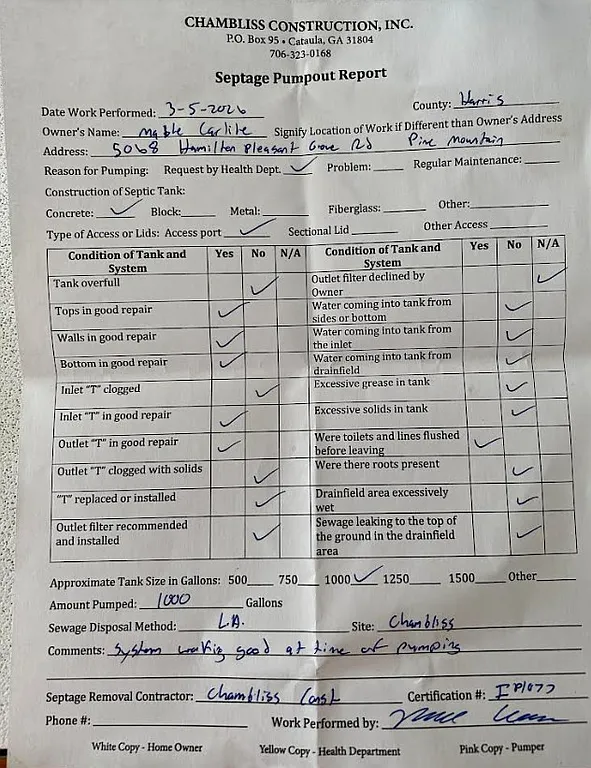 CHAMBLISS CONSTRUCTION, INC.
P.O. Box 95 • Cataula, GA 31804
706-323-0168
Septage Pumpout Report
Date Work Performed: 3-5-2026 County: Harris
Owner's Name: Mable Carlile Signify Location of Work if Different than Owner's Address
Address: 5068 Hamilton Pleasant Grove Rd Pine Mountain
Reason for Pumping: Request by Health Dept. ✓ Problem: Regular Maintenance:
Construction of Septic Tank:
Concrete: ✓ Block: Metal: Fiberglass: Other:
Type of Access or Lids: Access port ✓ Sectional Lid Other Access
Condition of Tank and System Yes No N/A Condition of Tank and System Yes No N/A
Tank overfull ✓ Outlet filter declined by Owner ✓
Tops in good repair ✓ Water coming into tank from sides or bottom ✓
Walls in good repair ✓ Water coming into tank from the inlet ✓
Bottom in good repair ✓ Water coming into tank from drainfield ✓
Inlet "T" clogged ✓ Excessive grease in tank ✓
Inlet "T" in good repair ✓ Excessive solids in tank ✓
Outlet "T" in good repair ✓ Were toilets and lines flushed before leaving ✓
Outlet "T" clogged with solids ✓ Were there roots present ✓
"T" replaced or installed ✓ Drainfield area excessively wet ✓
Outlet filter recommended and installed ✓ Sewage leaking to the top of the ground in the drainfield area ✓
Approximate Tank Size in Gallons: 500 750 1000 ✓ 1250 1500 Other
Amount Pumped: 1000 Gallons
Sewage Disposal Method: L.A. Site: Chambliss
Comments: System working good at time of pumping
Septage Removal Contractor: Chambliss Const Certification #:
Phone #: Work Performed by:
White Copy - Home Owner Yellow Copy - Health Department Pink Copy - Pumper